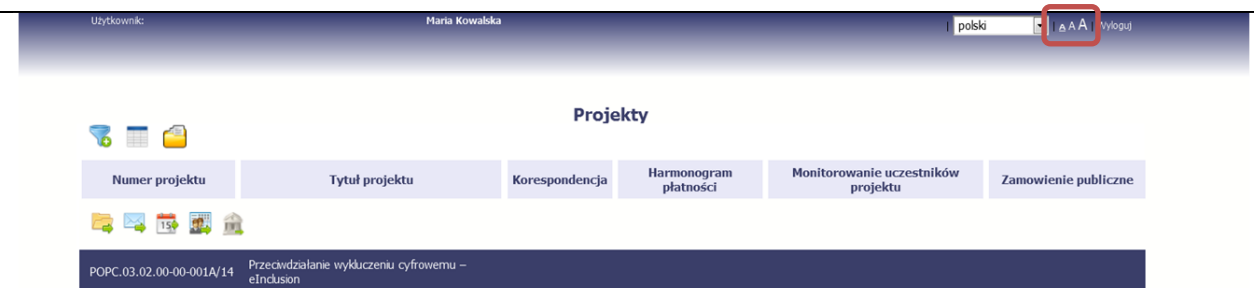 Użytkownik: Maria Kowalska | polski | A A A | Wyloguj
Projekty
Numer projektu Tytuł projektu Korespondencja Harmonogram płatności Monitorowanie uczestników projektu Zamowienie publiczne
15
POPC.03.02.00-00-001A/14 Przeciwdziałanie wykluczeniu cyfrowemu –
eInclusion